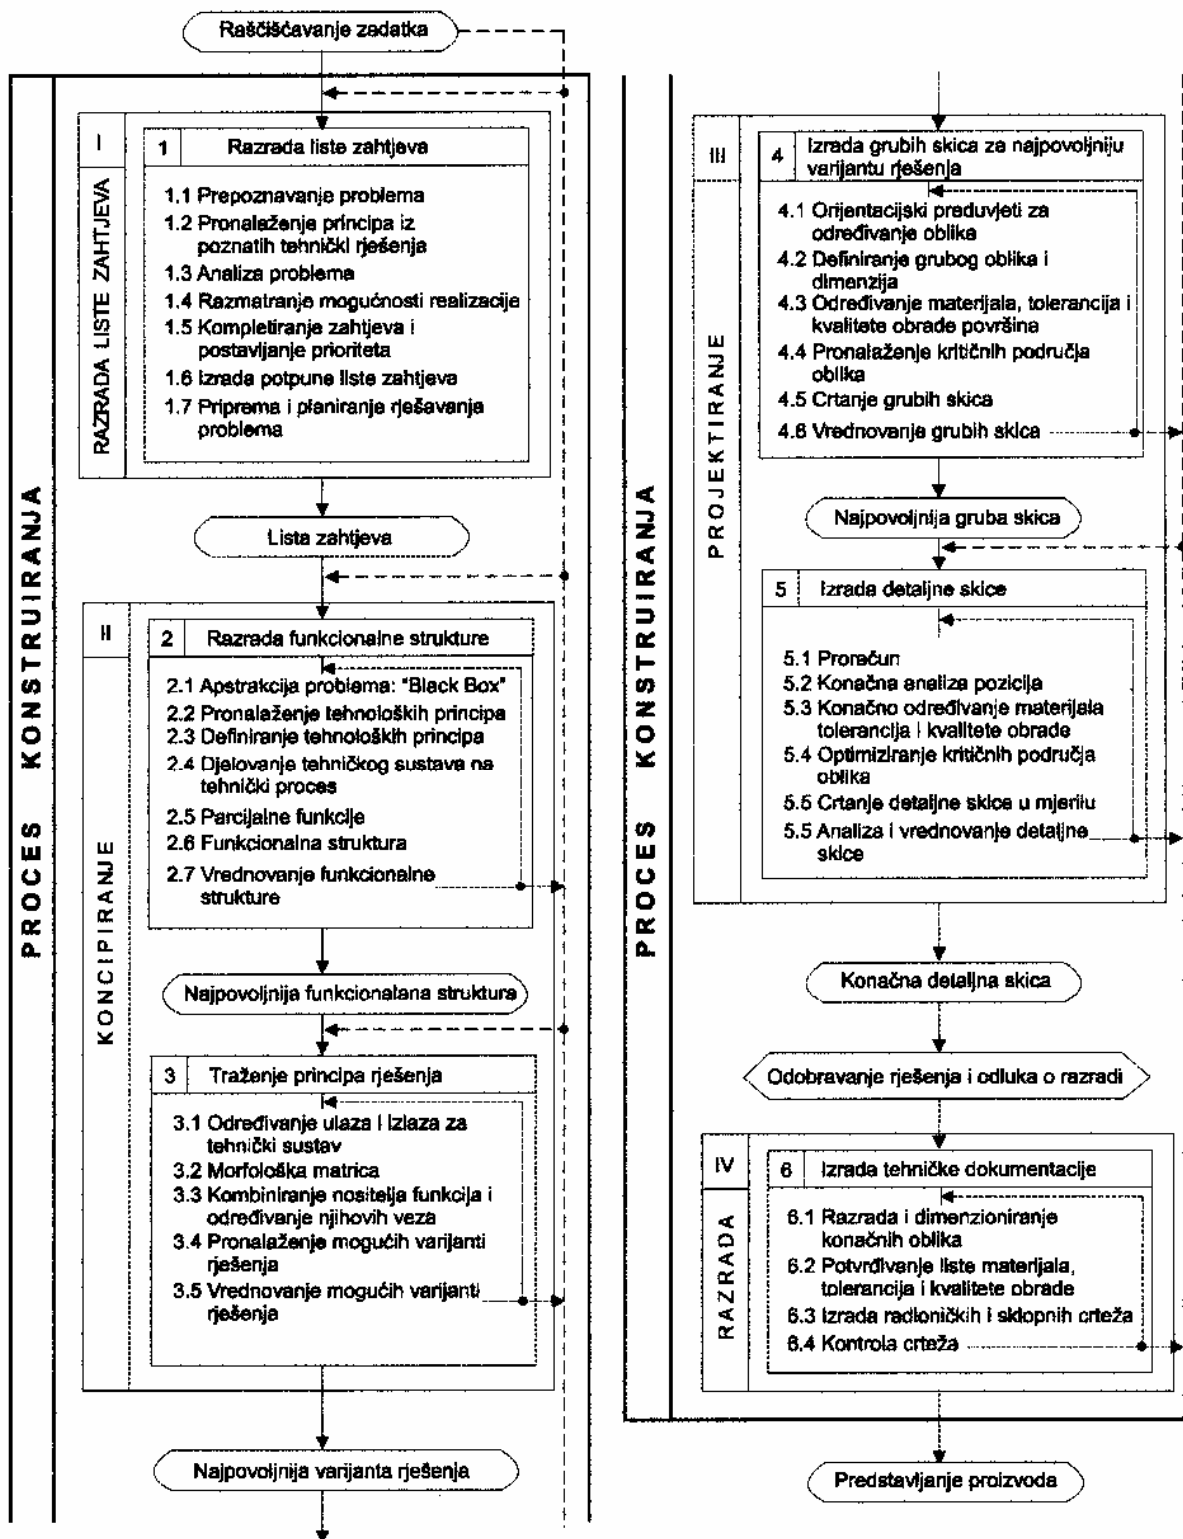 Raščišćavanje zadatka
PROCES KONSTRUIRANJA
I
RAZRADA LISTE ZAHTJEVA
1 Razrada liste zahtjeva
1.1 Prepoznavanje problema
1.2 Pronalaženje principa iz
poznatih tehnički rješenja
1.3 Analiza problema
1.4 Razmatranje mogućnosti realizacije
1.5 Kompletiranje zahtjeva i
postavljanje prioriteta
1.6 Izrada potpune liste zahtjeva
1.7 Priprema i planiranje rješavanja
problema
Lista zahtjeva
II
KONCIPIRANJE
2 Razrada funkcionalne strukture
2.1 Apstrakcija problema: "Black Box"
2.2 Pronalaženje tehnoloških principa
2.3 Definiranje tehnoloških principa
2.4 Djelovanje tehničkog sustava na
tehnički proces
2.5 Parcijalne funkcije
2.6 Funkcionalna struktura
2.7 Vrednovanje funkcionalne
strukture
Najpovoljnija funkcionalana struktura
3 Traženje principa rješenja
3.1 Određivanje ulaza i izlaza za
tehnički sustav
3.2 Morfološka matrica
3.3 Kombiniranje nositelja funkcija i
određivanje njihovih veza
3.4 Pronalaženje mogućih varijanti
rješenja
3.5 Vrednovanje mogućih varijanti
rješenja
Najpovoljnija varijanta rješenja
PROCES KONSTRUIRANJA
III
PROJEKTIRANJE
4 Izrada grubih skica za najpovoljniju
varijantu rješenja
4.1 Orijentacijski preduvjeti za
određivanje oblika
4.2 Definiranje grubog oblika i
dimenzija
4.3 Određivanje materijala, tolerancija i
kvalitete obrade površina
4.4 Pronalaženje kritičnih područja
oblika
4.5 Crtanje grubih skica
4.6 Vrednovanje grubih skica
Najpovoljnija gruba skica
5 Izrada detaljne skice
5.1 Proračun
5.2 Konačna analiza pozicija
5.3 Konačno određivanje materijala
tolerancija i kvalitete obrade
5.4 Optimiziranje kritičnih područja
oblika
5.5 Crtanje detaljne skice u mjerilu
5.5 Analiza i vrednovanje detaljne
skice
Konačna detaljna skica
Odobravanje rješenja i odluka o razradi
IV
RAZRADA
6 Izrada tehničke dokumentacije
6.1 Razrada i dimenzioniranje
konačnih oblika
6.2 Potvrđivanje liste materijala,
tolerancija i kvalitete obrade
6.3 Izrada radioničkih i sklopnih crteža
6.4 Kontrola crteža
Predstavljanje proizvoda